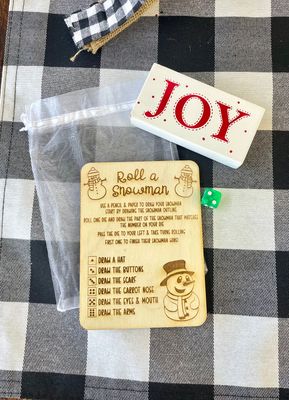 JOY
Roll a
Snowman
USE A PENCIL & PAPER TO DRAW YOUR SNOWMAN
START BY DRAWING THE SNOWMAN OUTLINE
ROLL ONE DIE AND DRAW THE PART OF THE SNOWMAN THAT MATCHES
THE NUMBER ON YOUR DIE
PASS THE DIE TO YOUR LEFT & TAKE TURNS ROLLING
FIRST ONE TO FINISH THEIR SNOWMAN WINS!
DRAW A HAT
DRAW THE BUTTONS
DRAW THE SCARF
DRAW THE CARROT NOSE
DRAW THE EYES & MOUTH
DRAW THE ARMS